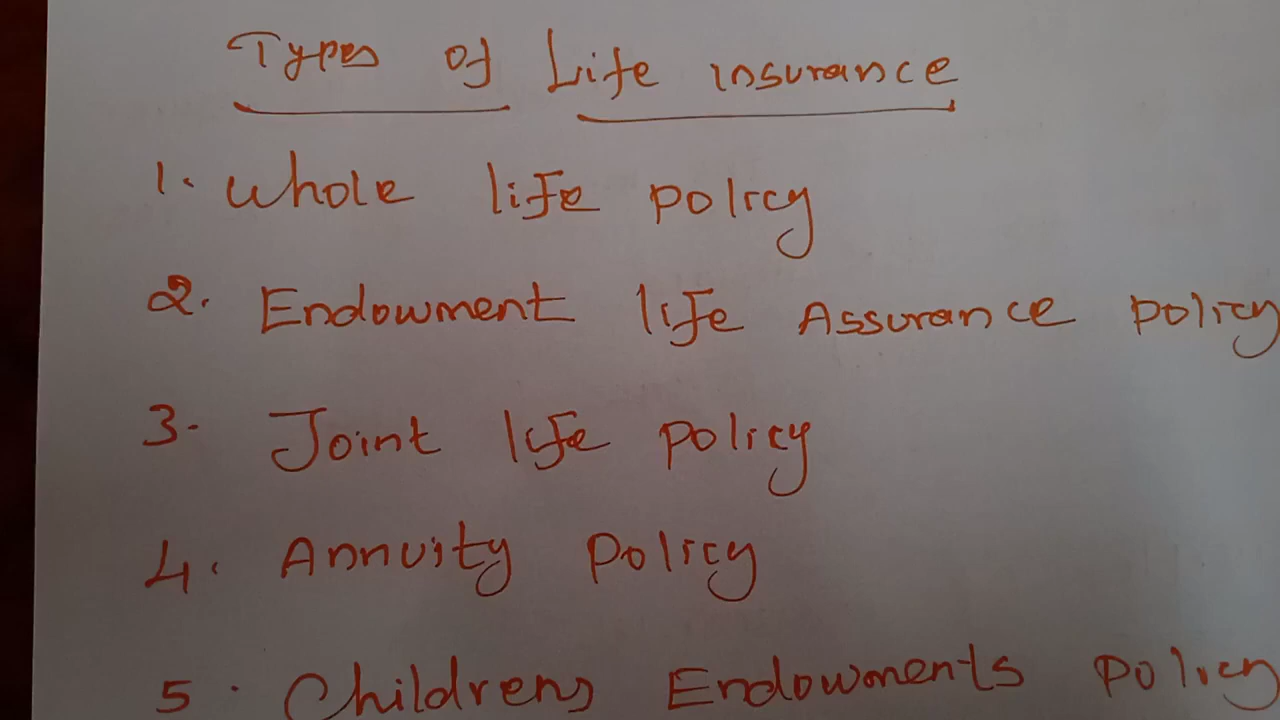 Types of Life insurance
1. Whole life policy
2. Endowment life Assurance policy
3. Joint life policy
4. Annuity policy
5. Childrens Endowments policy